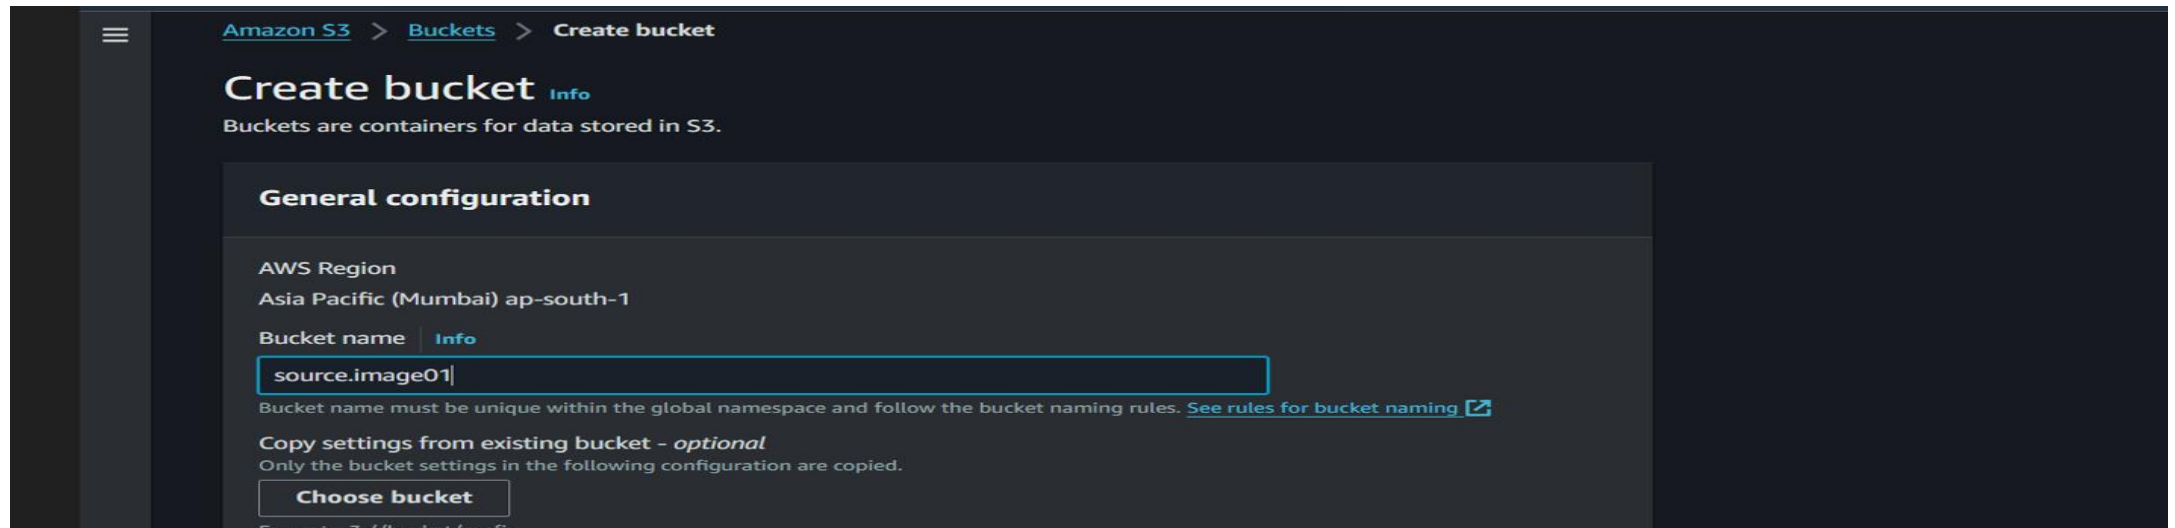 Amazon S3 > Buckets > Create bucket
Create bucket Info
Buckets are containers for data stored in S3.
General configuration
AWS Region
Asia Pacific (Mumbai) ap-south-1
Bucket name Info
source.image01
Bucket name must be unique within the global namespace and follow the bucket naming rules. See rules for bucket naming
Copy settings from existing bucket - optional
Only the bucket settings in the following configuration are copied.
Choose bucket